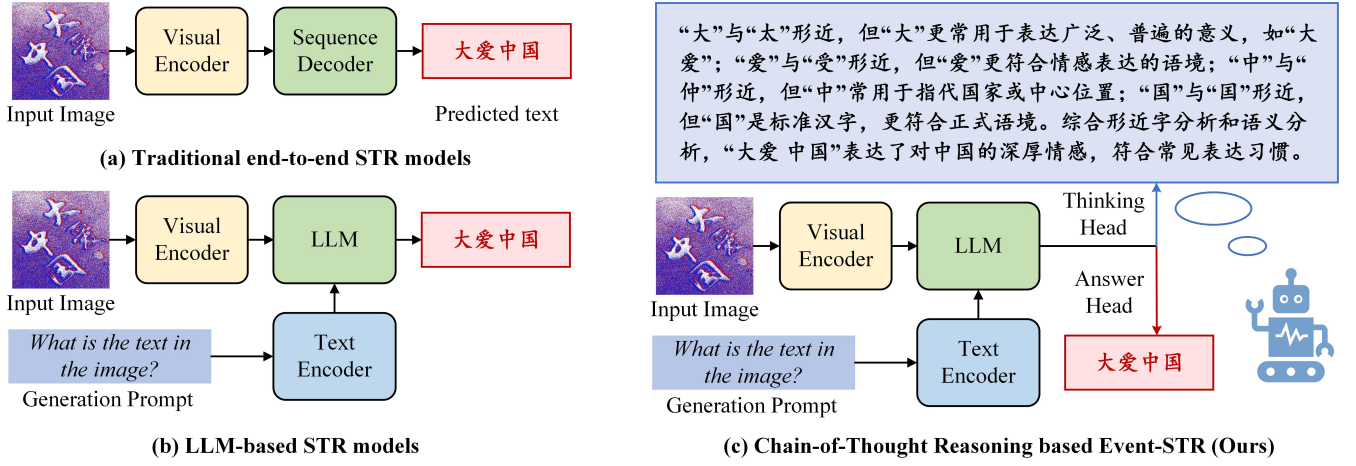 Visual
Encoder
Sequence
Decoder
大爱中国
Input Image
Predicted text
(a) Traditional end-to-end STR models
大爱中国
Visual
Encoder
LLM
大爱中国
Input Image
What is the text in
the image?
Text
Encoder
Generation Prompt
(b) LLM-based STR models
“大”与“太”形近，但“大”更常用于表达广泛、普遍的意义，如“大
爱”；“爱”与“受”形近，但“爱”更符合情感表达的语境；“中”与“
仲”形近，但“中”常用于指代国家或中心位置；“国”与“国”形近，
但“国”是标准汉字，更符合正式语境。综合形近字分析和语义分
析，“大爱 中国”表达了对中国的深厚情感，符合常见表达习惯。
Thinking
Head
Visual
Encoder
LLM
Input Image
Answer
Head
What is the text in
the image?
Text
Encoder
大爱中国
Generation Prompt
(c) Chain-of-Thought Reasoning based Event-STR (Ours)